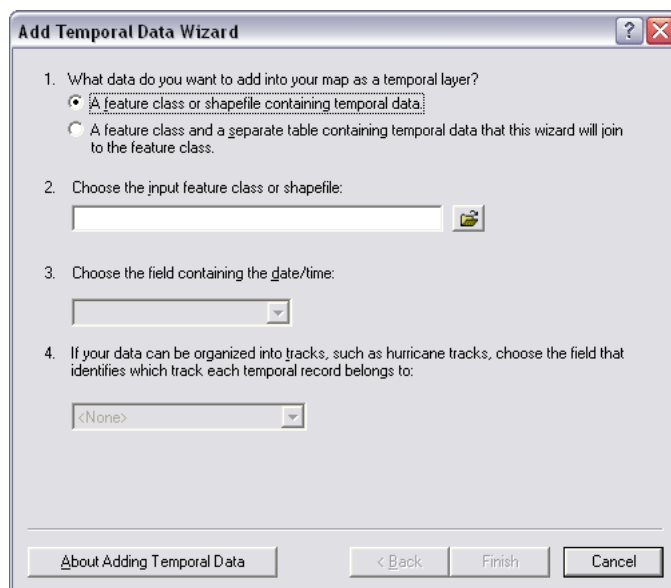 Add Temporal Data Wizard
?
1. What data do you want to add into your map as a temporal layer?
A feature class or shapefile containing temporal data.
A feature class and a separate table containing temporal data that this wizard will join
to the feature class.
2. Choose the input feature class or shapefile:
3. Choose the field containing the date/time:
4. If your data can be organized into tracks, such as hurricane tracks, choose the field that
identifies which track each temporal record belongs to:
<None>
About Adding Temporal Data
< Back
Finish
Cancel